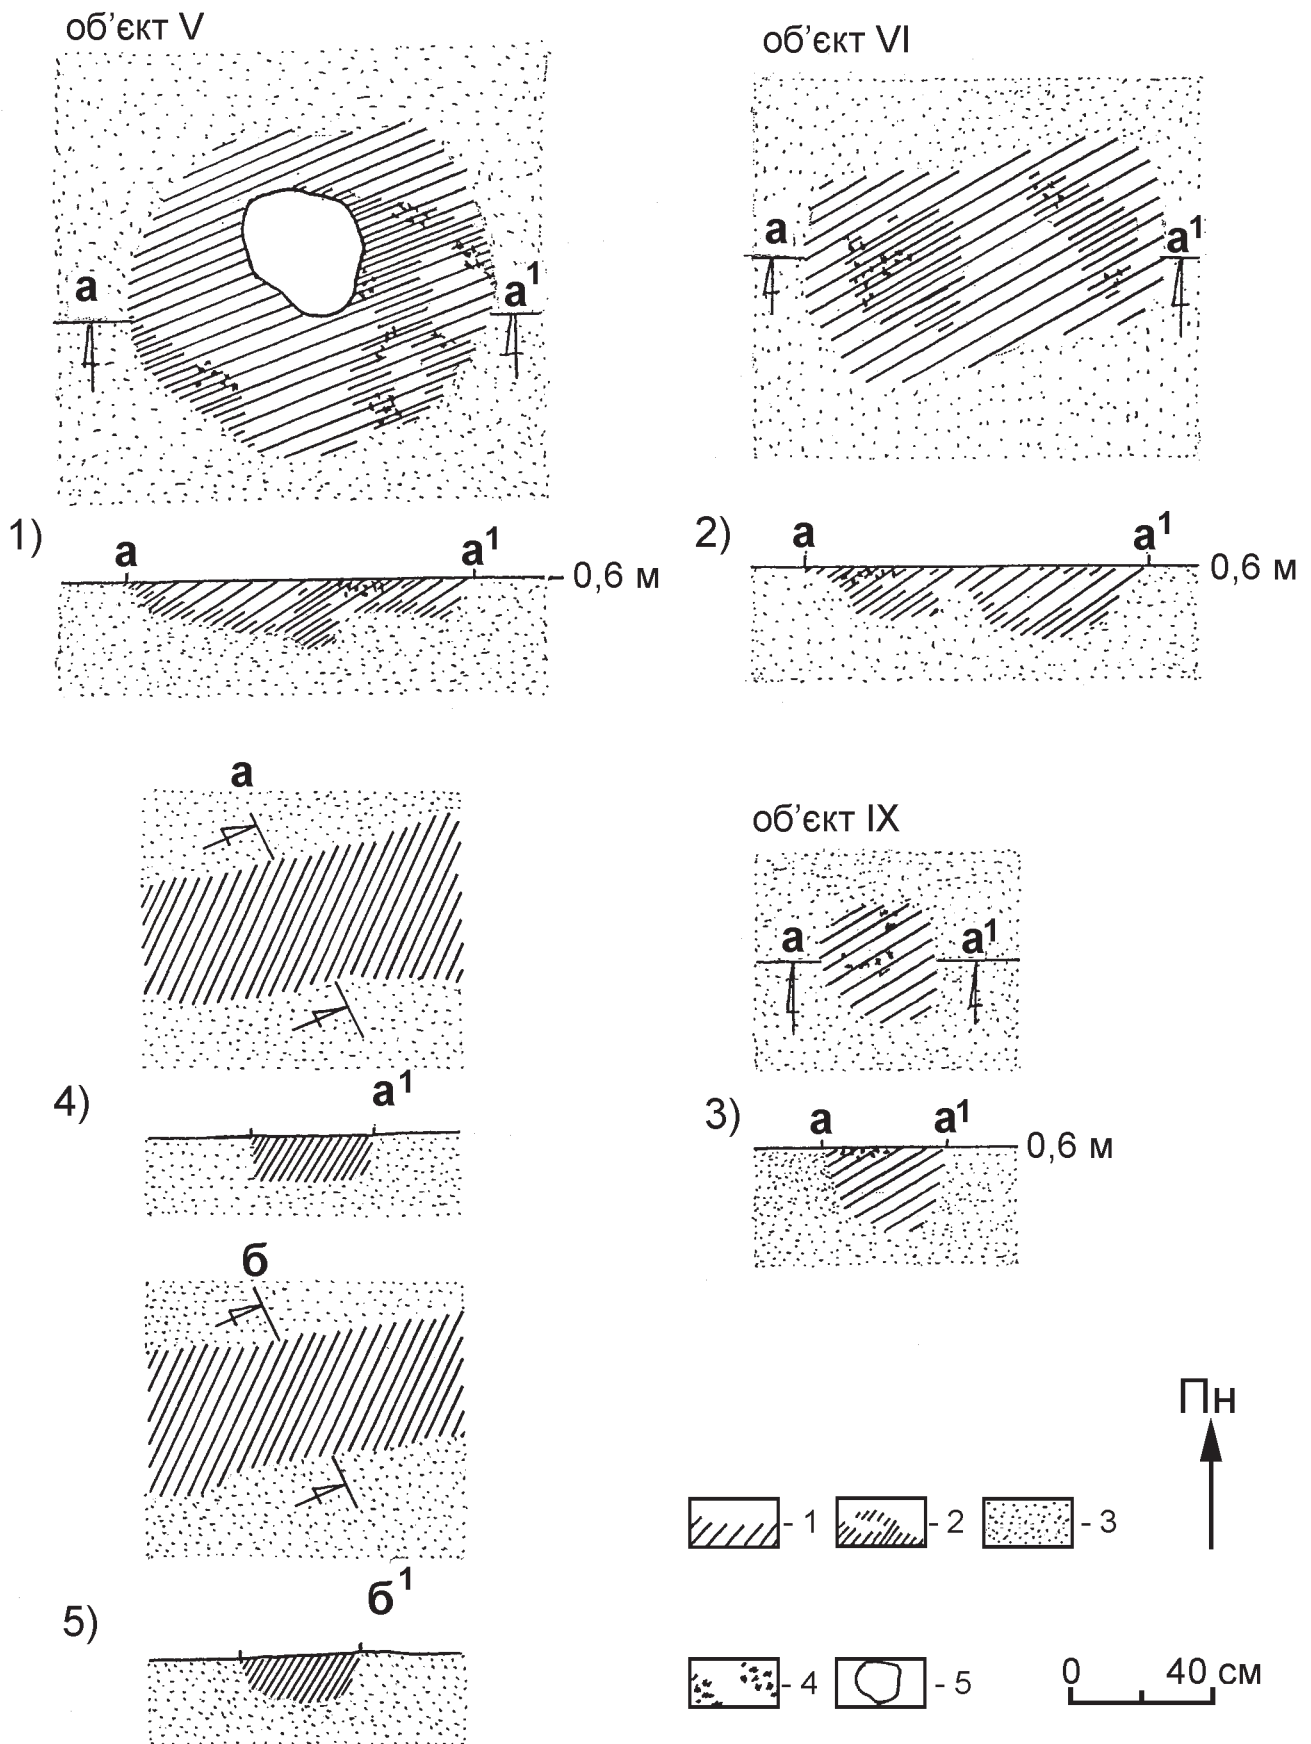 об’єкт V
об’єкт VI
а
а¹
а
а¹
1)
а
а¹
0,6 м
2)
а
а¹
0,6 м
а
4)
а¹
об’єкт IX
а
а¹
3)
а
а¹
0,6 м
б
5)
б¹
Пн
- 1
- 2
- 3
- 4
- 5
0 40 см